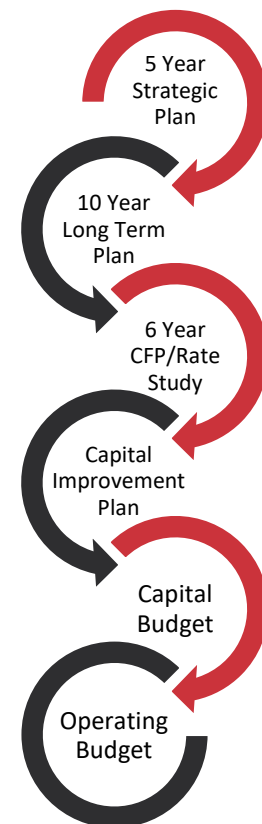 5 Year
Strategic
Plan
10 Year
Long Term
Plan
6 Year
CFP/Rate
Study
Capital
Improvement
Plan
Capital
Budget
Operating
Budget